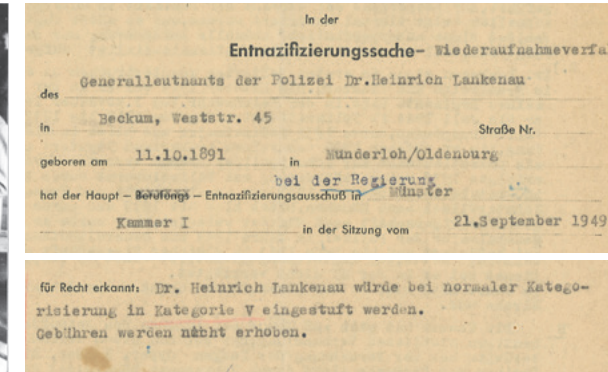 In der
Entnazifizierungssache- Wiederaufnahmeverfa
des Generalleutnants der Polizei Dr.Heinrich Lankenau
in Beckum, Weststr. 45 Straße Nr.
geboren am 11.10.1891 in Munderloh/Oldenburg
bei der Regierung
hat der Haupt – Berufungs – Entnazifizierungsausschuß in Münster
Kammer I in der Sitzung vom 21.September 1949
für Recht erkannt: Dr. Heinrich Lankenau würde bei normaler Katego-
risierung in Kategorie V eingestuft werden.
Gebühren werden nicht erhoben.